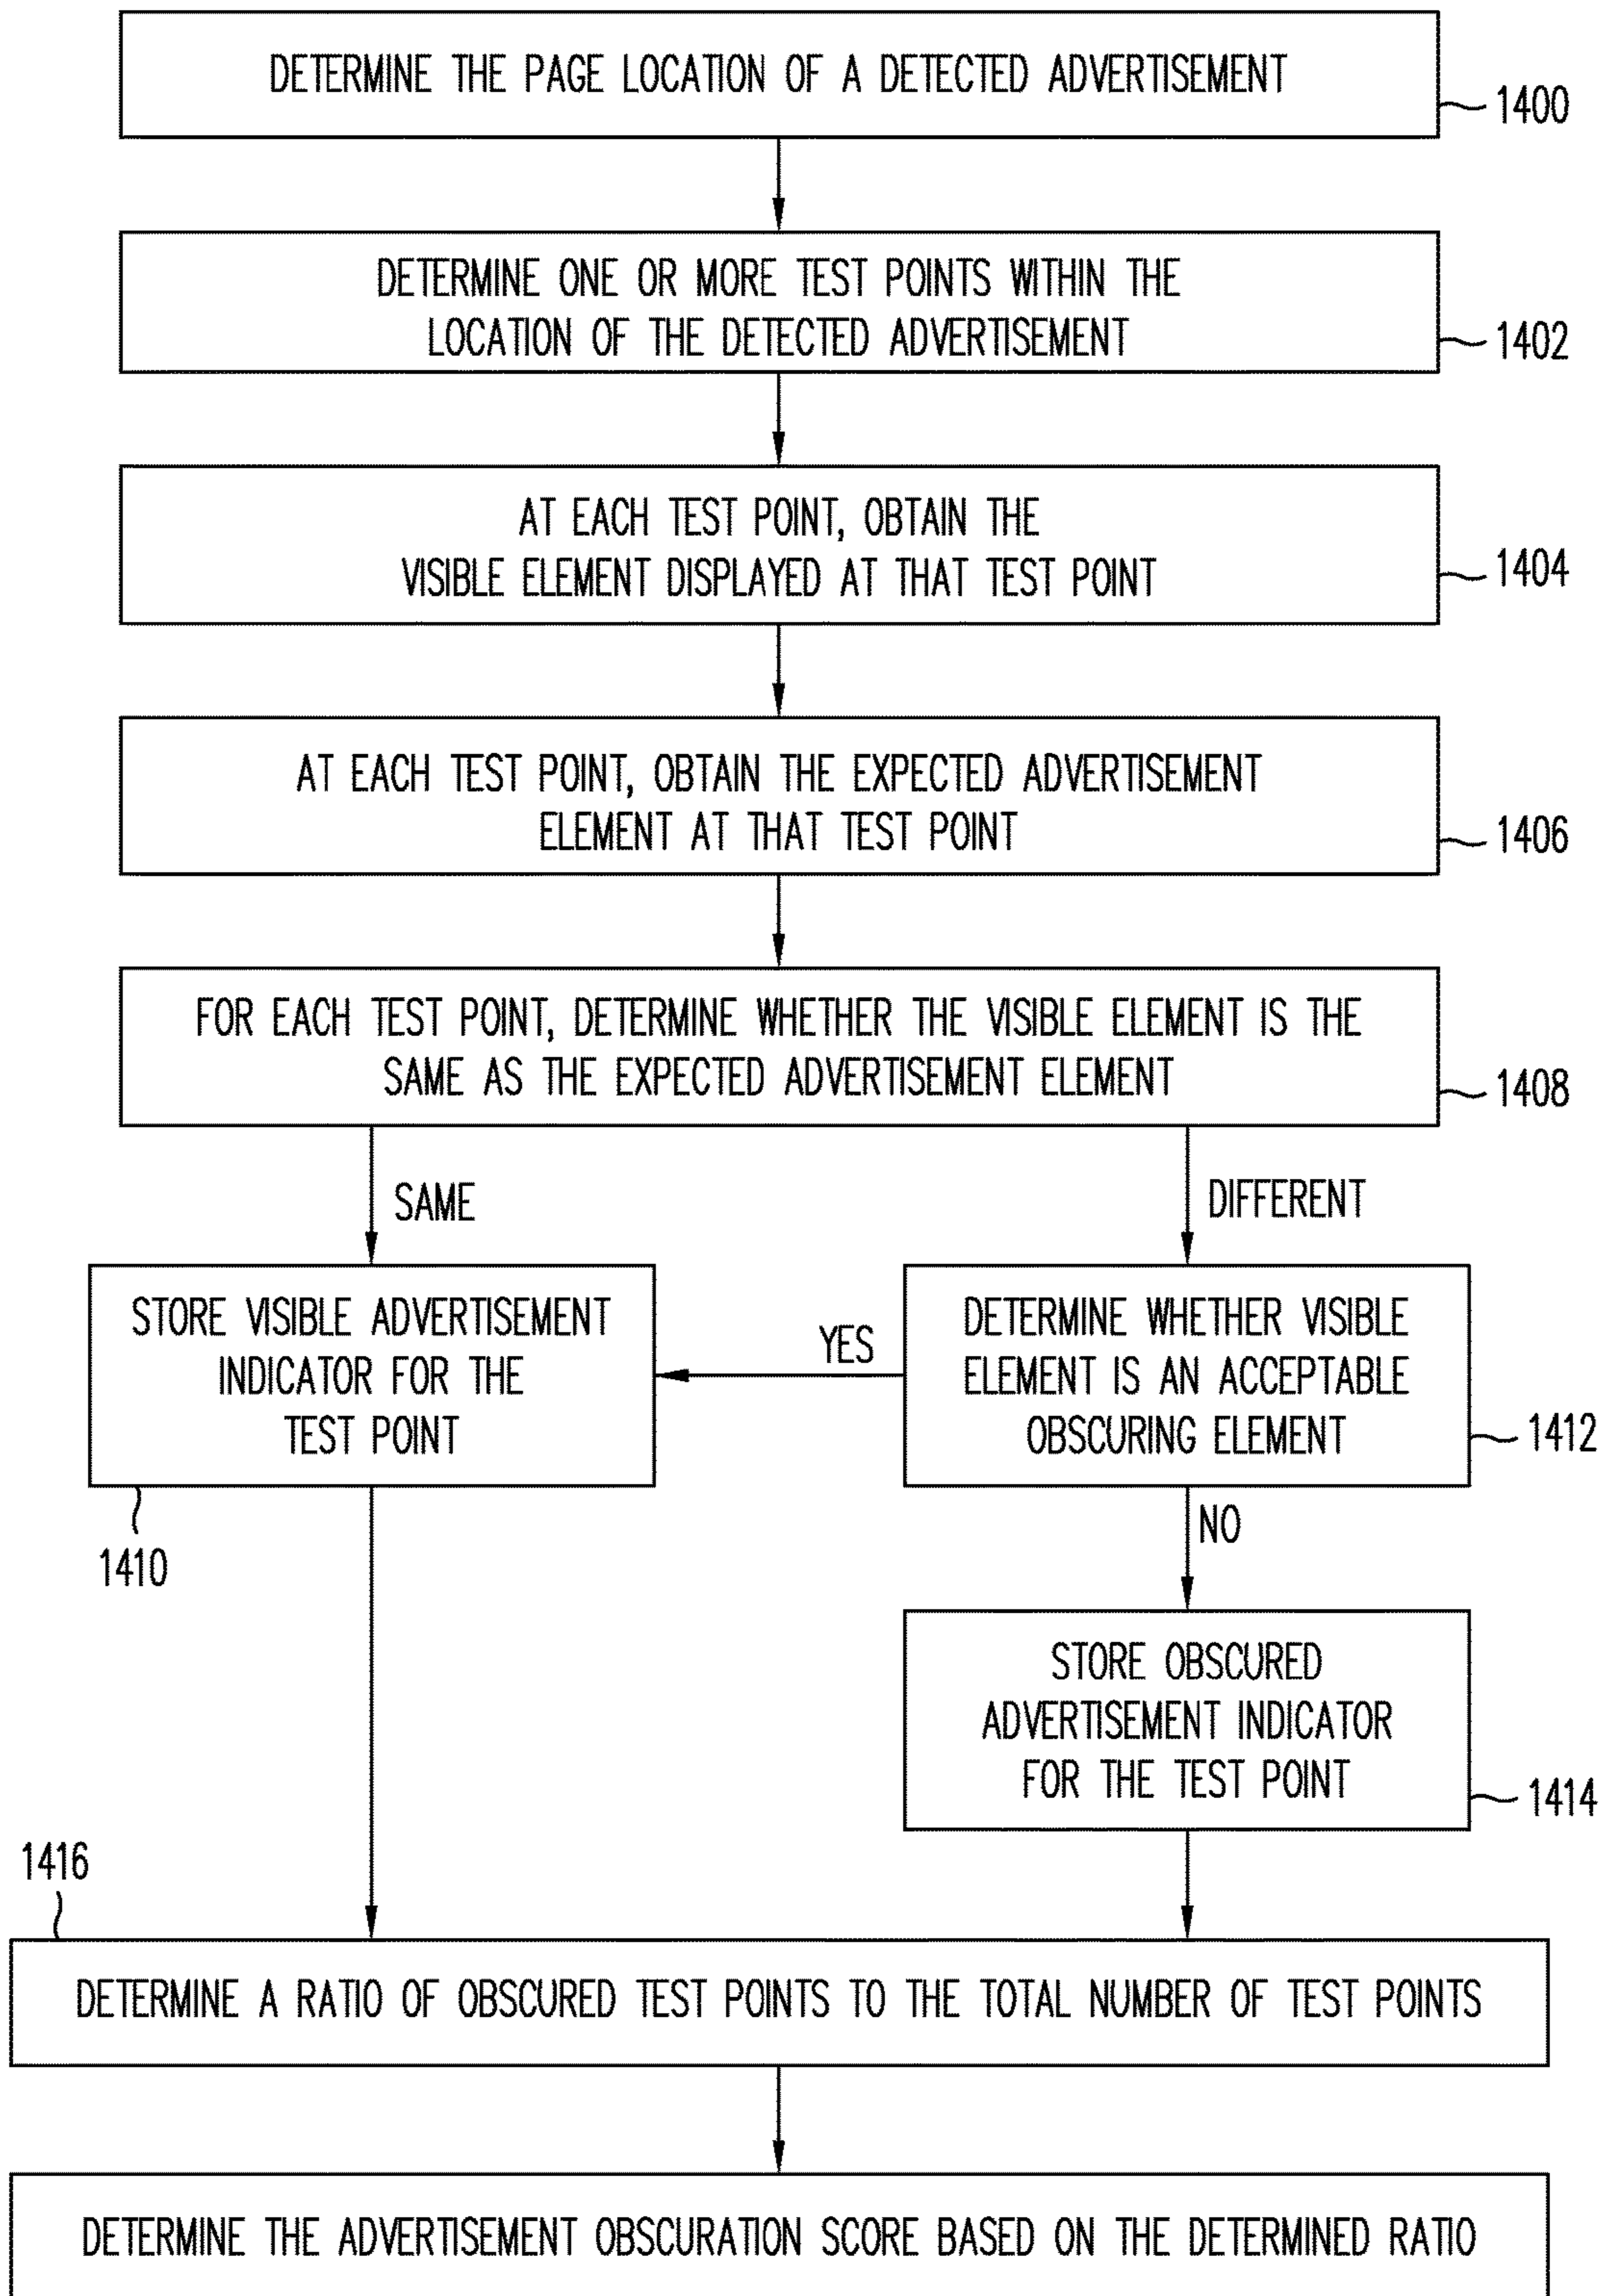 DETERMINE THE PAGE LOCATION OF A DETECTED ADVERTISEMENT
1400
DETERMINE ONE OR MORE TEST POINTS WITHIN THE
LOCATION OF THE DETECTED ADVERTISEMENT
1402
AT EACH TEST POINT, OBTAIN THE
VISIBLE ELEMENT DISPLAYED AT THAT TEST POINT
1404
AT EACH TEST POINT, OBTAIN THE EXPECTED ADVERTISEMENT
ELEMENT AT THAT TEST POINT
1406
FOR EACH TEST POINT, DETERMINE WHETHER THE VISIBLE ELEMENT IS THE
SAME AS THE EXPECTED ADVERTISEMENT ELEMENT
1408
SAME
DIFFERENT
STORE VISIBLE ADVERTISEMENT
INDICATOR FOR THE
TEST POINT
1410
YES
DETERMINE WHETHER VISIBLE
ELEMENT IS AN ACCEPTABLE
OBSCURING ELEMENT
1412
NO
STORE OBSCURED
ADVERTISEMENT INDICATOR
FOR THE TEST POINT
1414
1416
DETERMINE A RATIO OF OBSCURED TEST POINTS TO THE TOTAL NUMBER OF TEST POINTS
DETERMINE THE ADVERTISEMENT OBSCURATION SCORE BASED ON THE DETERMINED RATIO